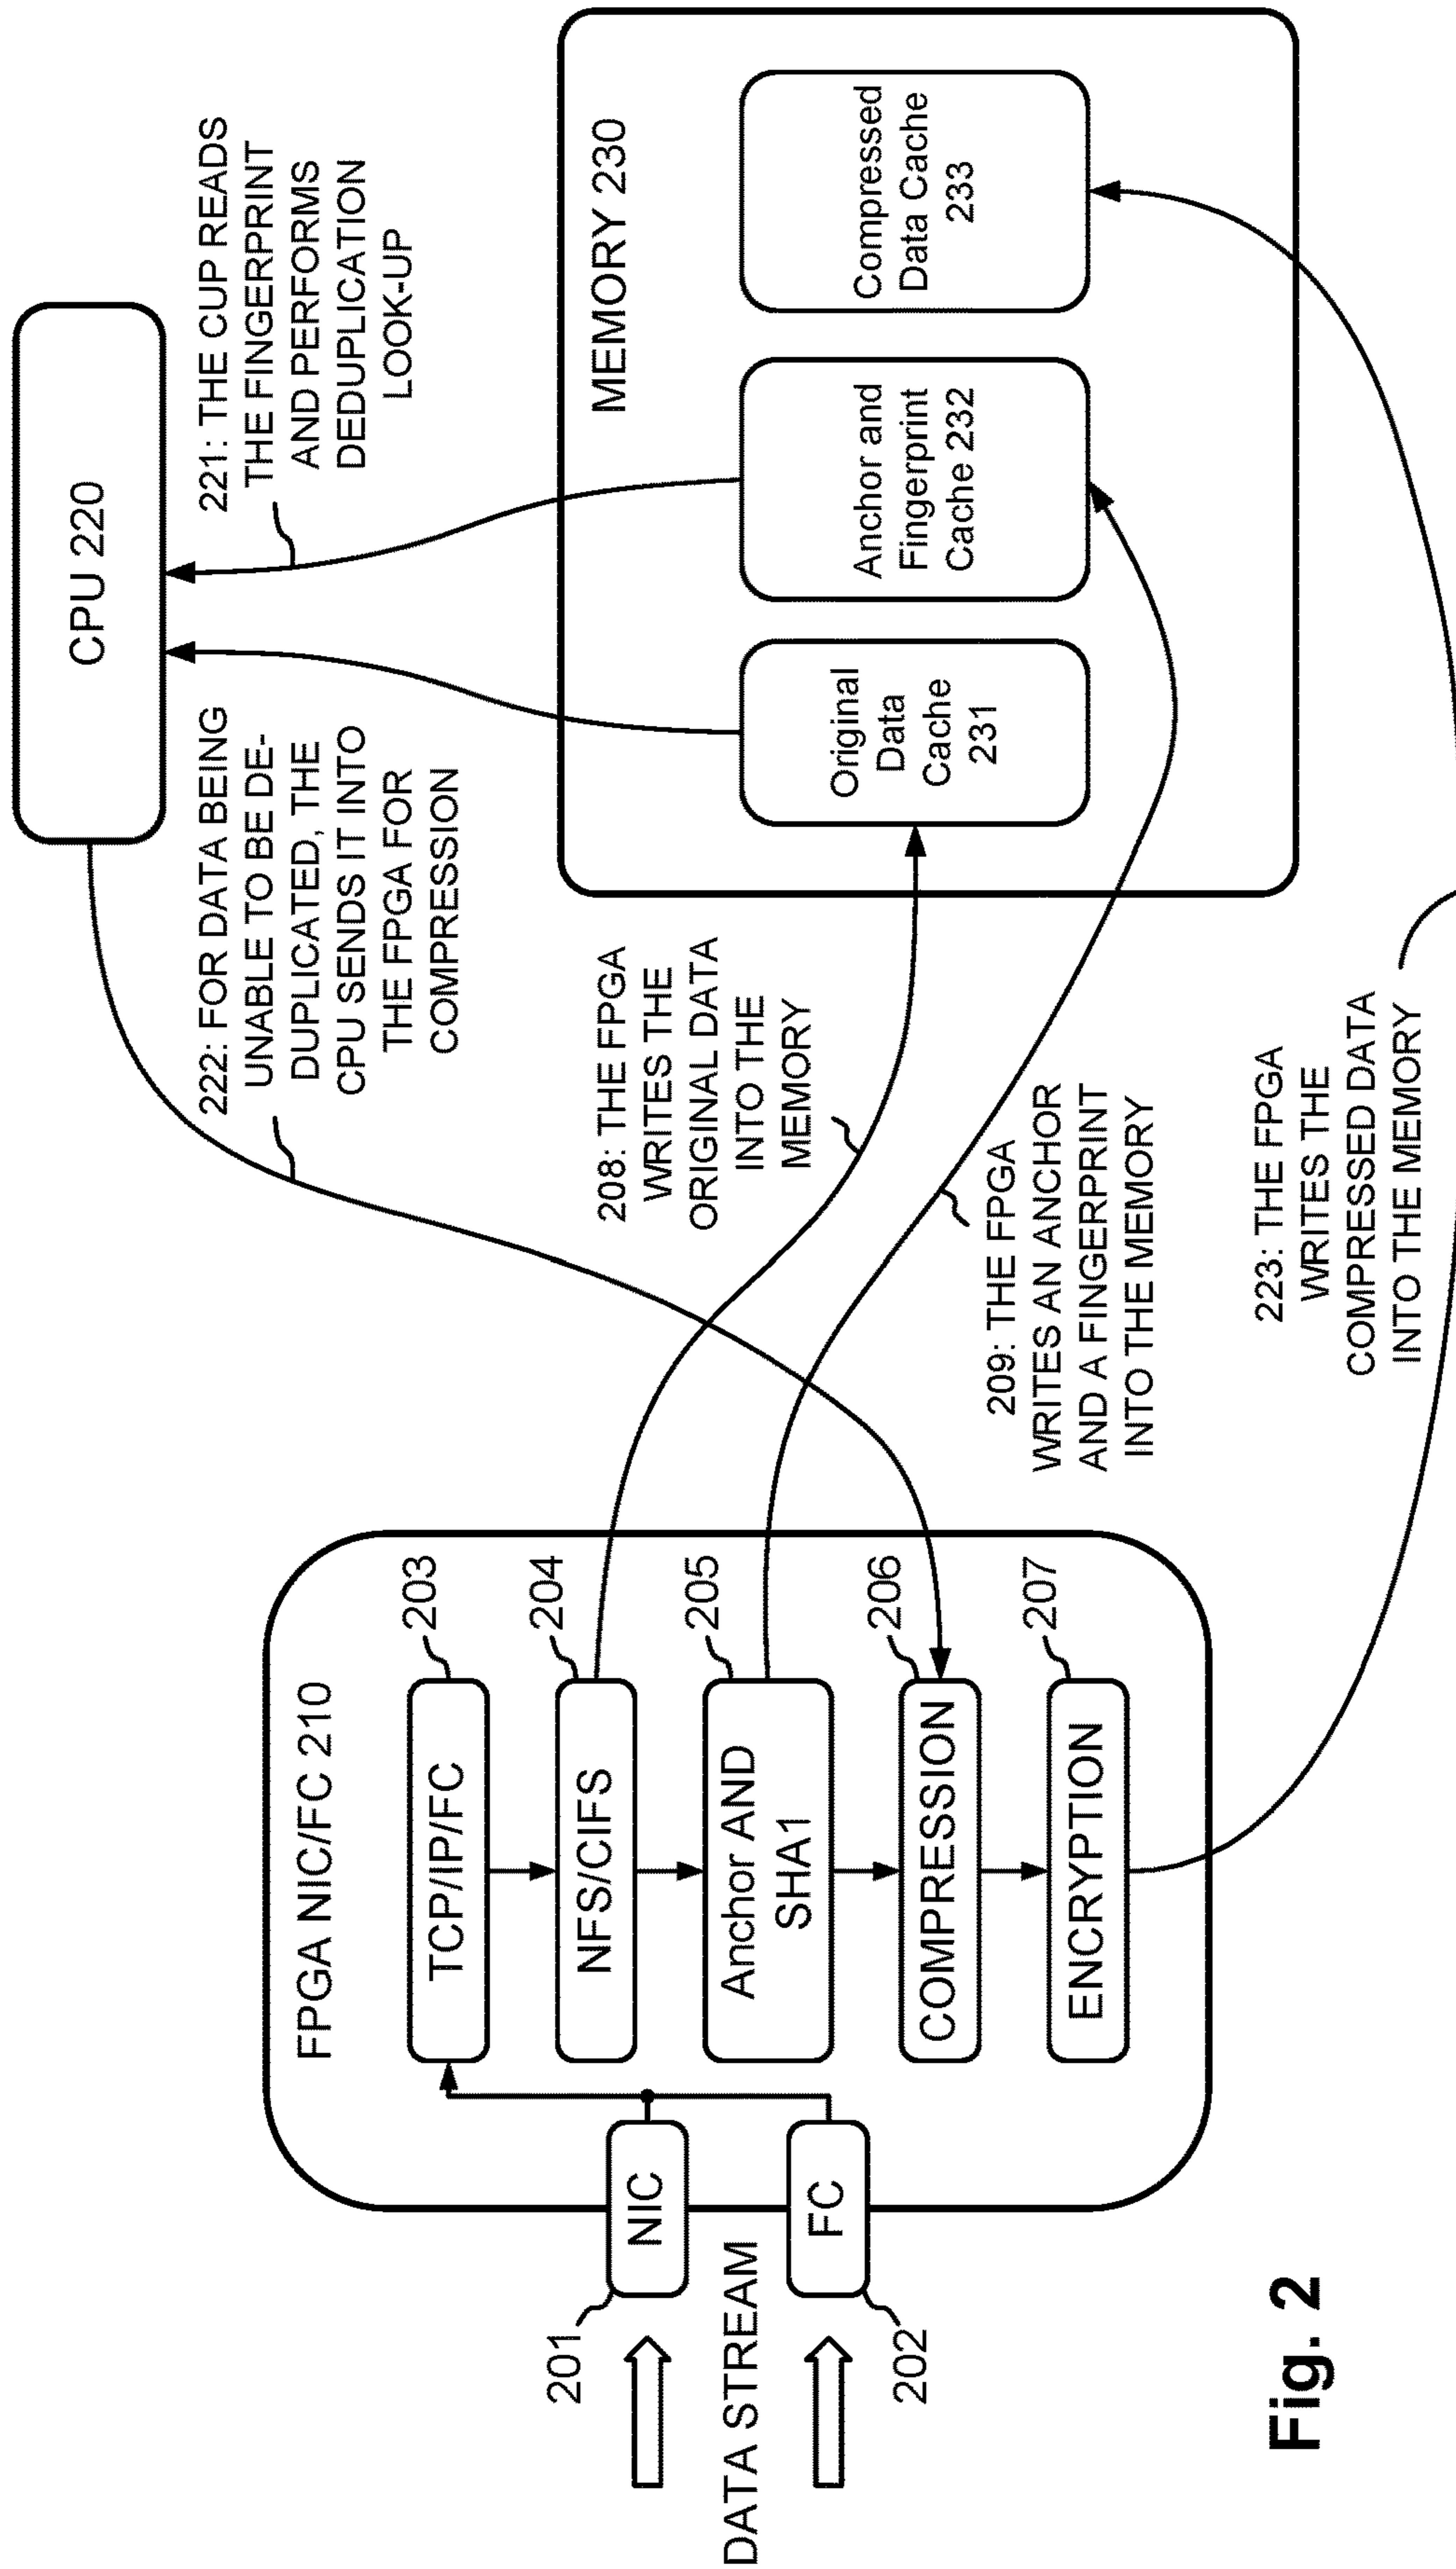 CPU 220
222: FOR DATA BEING
UNABLE TO BE DE-
DUPLICATED, THE
CPU SENDS IT INTO
THE FPGA FOR
COMPRESSION
221: THE CUP READS
THE FINGERPRINT
AND PERFORMS
DEDUPLICATION
LOOK-UP
FPGA NIC/FC 210
TCP/IP/FC
203
NFS/CIFS
204
Anchor AND
SHA1
205
COMPRESSION
206
ENCRYPTION
207
201
NIC
DATA STREAM
FC
202
208: THE FPGA
WRITES THE
ORIGINAL DATA
INTO THE
MEMORY
209: THE FPGA
WRITES AN ANCHOR
AND A FINGERPRINT
INTO THE MEMORY
223: THE FPGA
WRITES THE
COMPRESSED DATA
INTO THE MEMORY
MEMORY 230
Original
Data
Cache
231
Anchor and
Fingerprint
Cache 232
Compressed
Data Cache
233
Fig. 2